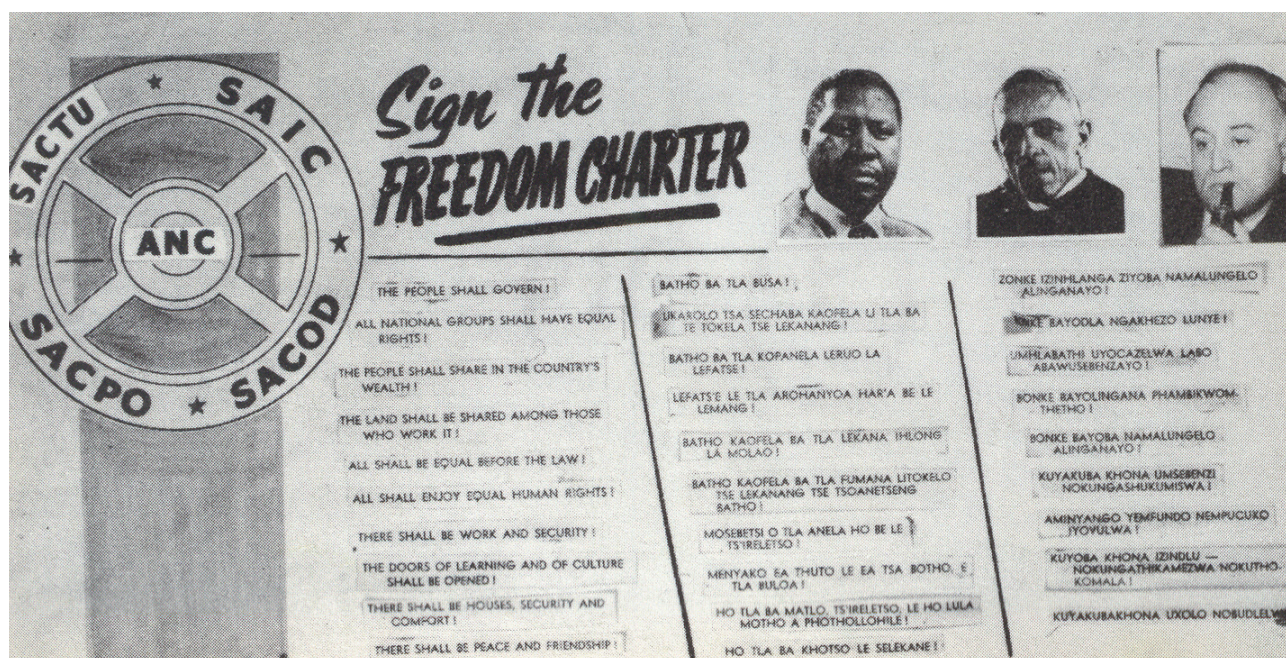 SACTU
SAIC
ANC
SACPO
SACOD
Sign the
FREEDOM CHARTER
THE PEOPLE SHALL GOVERN!
ALL NATIONAL GROUPS SHALL HAVE EQUAL
RIGHTS!
THE PEOPLE SHALL SHARE IN THE COUNTRY'S
WEALTH!
THE LAND SHALL BE SHARED AMONG THOSE
WHO WORK IT!
ALL SHALL BE EQUAL BEFORE THE LAW!
ALL SHALL ENJOY EQUAL HUMAN RIGHTS!
THERE SHALL BE WORK AND SECURITY!
THE DOORS OF LEARNING AND OF CULTURE
SHALL BE OPENED!
THERE SHALL BE HOUSES, SECURITY AND
COMFORT!
THERE SHALL BE PEACE AND FRIENDSHIP!
BATHO BA TLA BUSA!
UKAROLO TSA SECHABA KAOFELA LI TLA BA
TE TOKELA TSE LEKANANG!
BATHO BA TLA KOPANELA LERUO LA
LEFATSE!
LEFATS'E LE TLA AROHANYOA HAR'A BE LE
LEMANG!
BATHO KAOFELA BA TLA LEKANA IHLONG
LA MOLAO!
BATHO KAOFELA BA TLA FUMANA LITOKELO
TSE LEKANANG TSE TSOANETSENG
BATHO!
MOSEBETSI O TLA ANELA HO BE LE
TS'IRELETSO!
MENYAKO EA THUTO LE EA TSA BOTHO, E
TLA BULOA!
HO TLA BA MATLO, TS'IRELETSO, LE HO LULA
MOTHO A PHOTHOLLOHILE!
HO TLA BA KHOTSO LE SELEKANE!
ZONKE IZINHLANGA ZIYOBA NAMALUNGELO
ALINGANAYO!
BAYODLA NGAKHEZO LUNYE!
UMHLABATHI UYOCAZELWA LABO
ABAWUSEBENZAYO!
BONKE BAYOLINGANA PHAMBIKWOM-
THETHO!
BONKE BAYOBA NAMALUNGELO
ALINGANAYO!
KUYAKUBA KHONA UMSEBENZI
NOKUNGASHUKUMISWA!
AMINYANGO YEMFUNDO NEMPUCUKO
IYOVULWA!
KUYOBA KHONA IZINDLU —
NOKUNGATHIKAMEZWA NOKUTHO-
KOMALA!
KUYAKUBAKHONA UXOLO